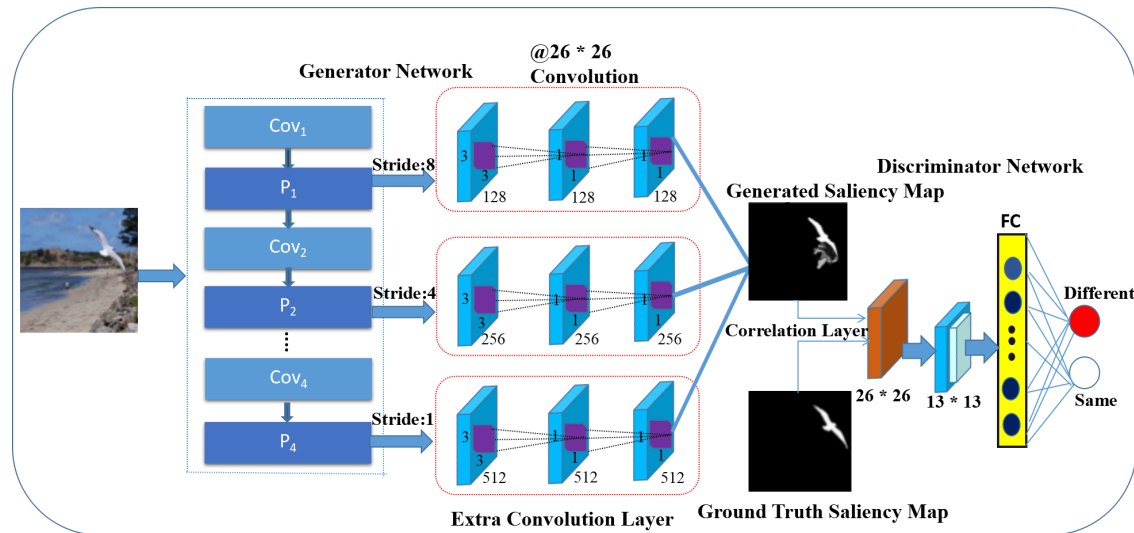 @26 * 26
Convolution
Generator Network
Cov1
P1
Cov2
P2
Cov4
P4
Stride:8
Stride:4
Stride:1
3
3
128
1
1
128
1
1
128
3
3
256
1
1
256
1
1
256
3
3
512
1
1
512
1
1
512
Extra Convolution Layer
Discriminator Network
Generated Saliency Map
Correlation Layer
Ground Truth Saliency Map
26 * 26
13 * 13
FC
Different
Same